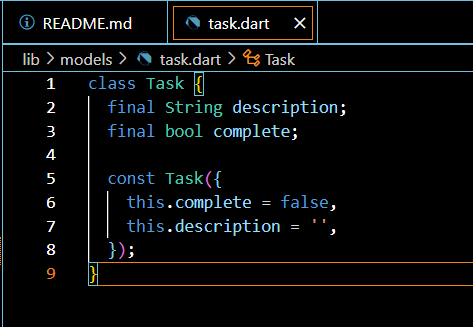 README.md task.dart
lib > models > task.dart > Task
1 class Task {
2 final String description;
3 final bool complete;
4
5 const Task({
6 this.complete = false,
7 this.description = '',
8 });
9 }